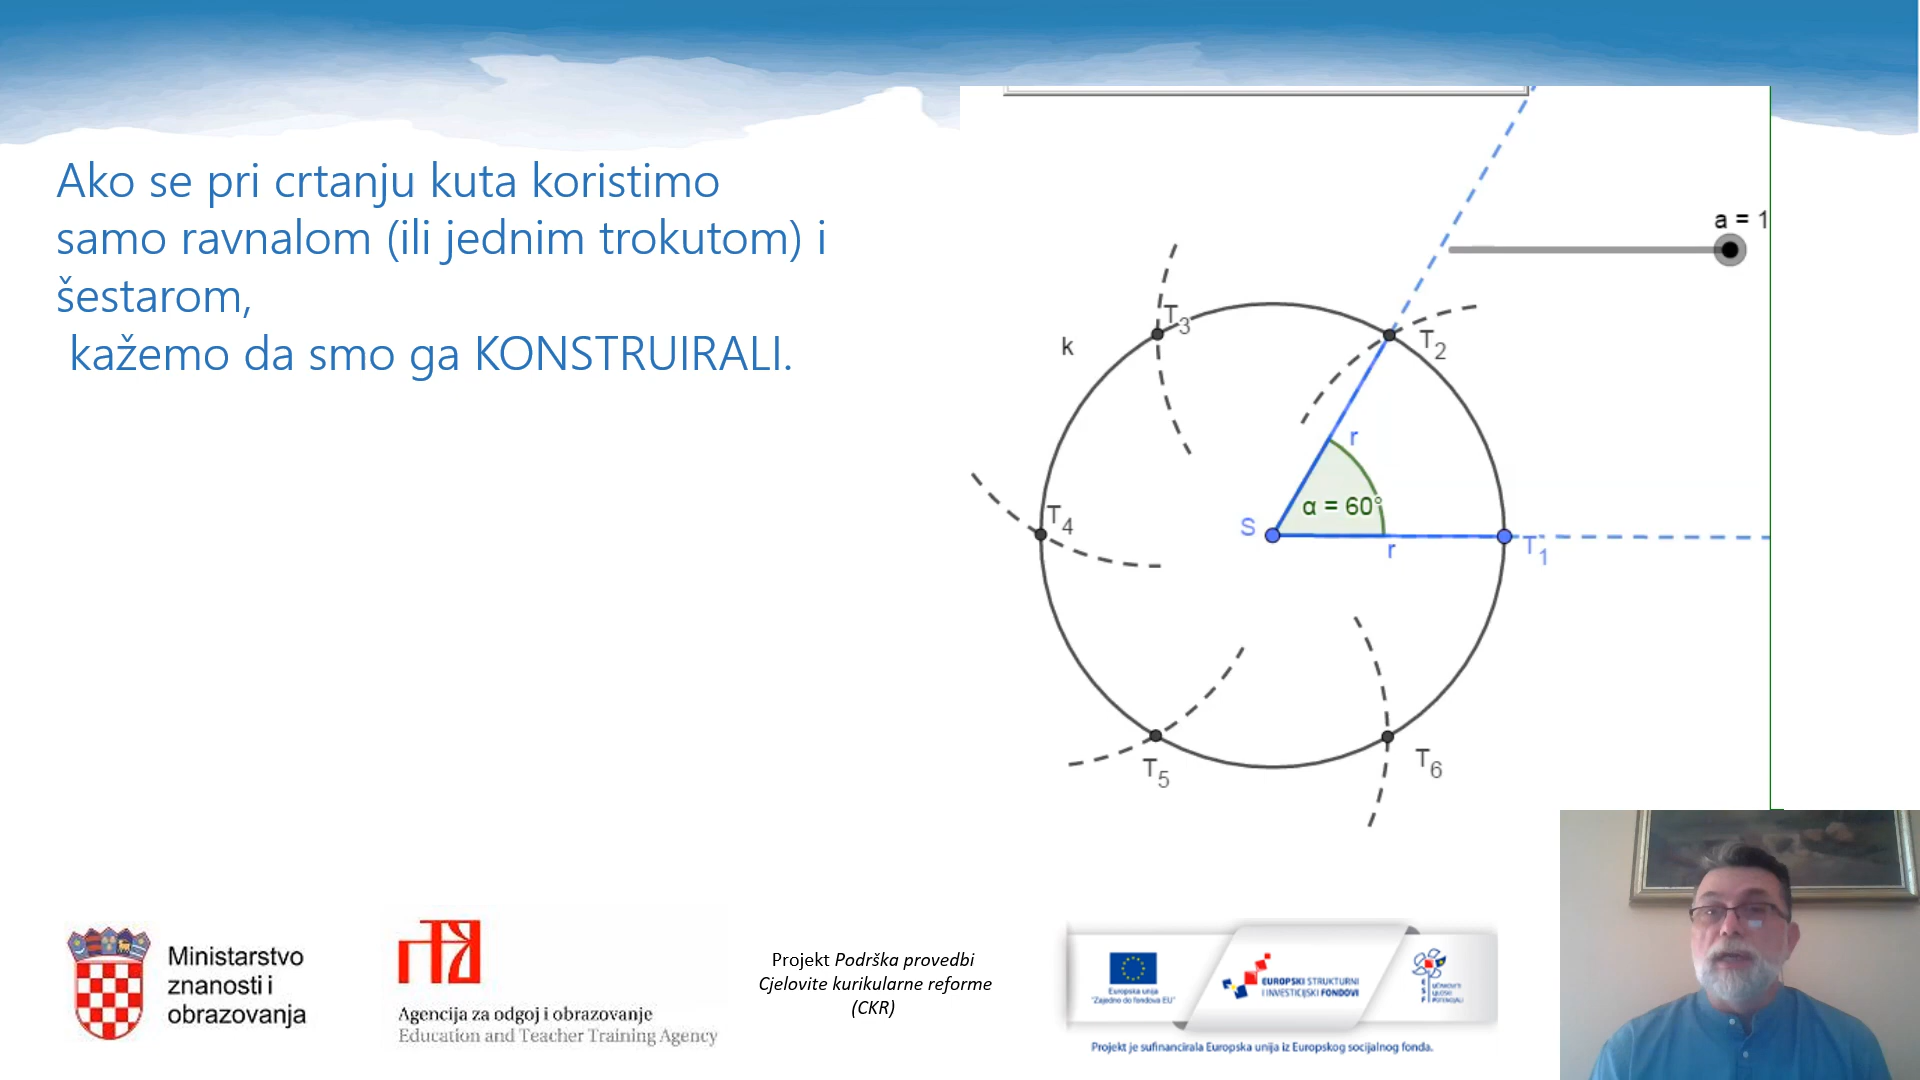 Ako se pri crtanju kuta koristimo
samo ravnalom (ili jednim trokutom) i
šestarom,
kažemo da smo ga KONSTRUIRALI.
a = 1
T3
k
T2
r
α = 60°
T4
S
r
T1
T5
T6
Ministarstvo
znanosti i
obrazovanja
Agencija za odgoj i obrazovanje
Education and Teacher Training Agency
Projekt Podrška provedbi
Cjelovite kurikularne reforme
(CKR)
Europska unija
"Zajedno do fondova EU"
EUROPSKI STRUKTURNI
I INVESTICIJSKI FONDOVI
Projekt je sufinancirala Europska unija iz Europskog socijalnog fonda.